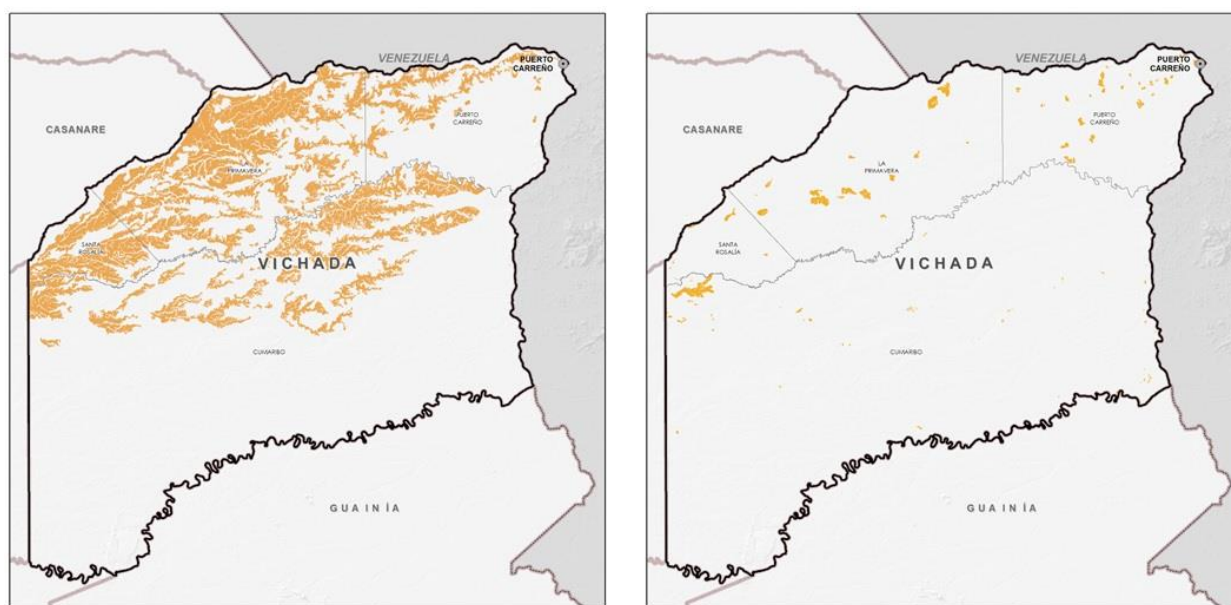 VENEZUELA
PUERTO
CARREÑO
CASANARE
PUERTO
CARREÑO
LA
PRIMAVERA
SANTA
ROSALÍA
VICHADA
CUMARIBO
GUAINÍA
VENEZUELA
PUERTO
CARREÑO
CASANARE
PUERTO
CARREÑO
LA
PRIMAVERA
SANTA
ROSALÍA
VICHADA
CUMARIBO
GUAINÍA